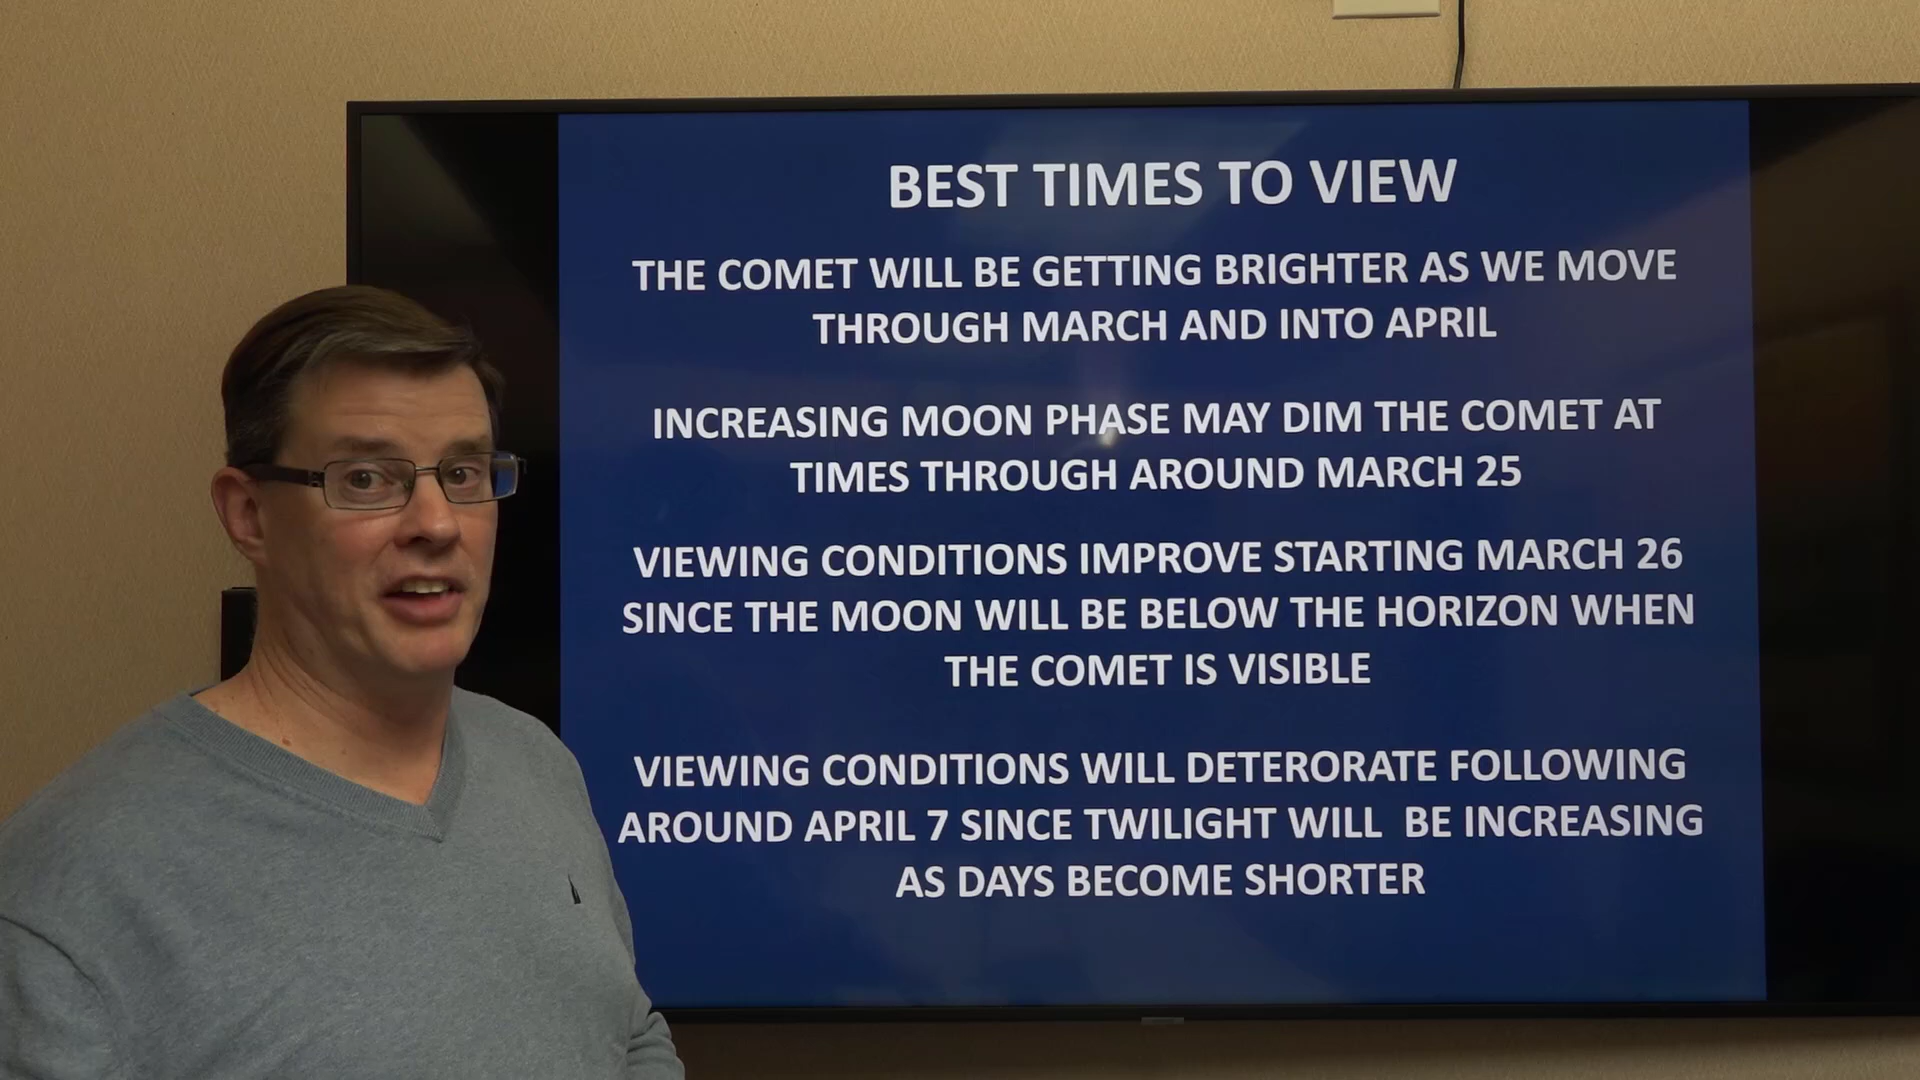 BEST TIMES TO VIEW
THE COMET WILL BE GETTING BRIGHTER AS WE MOVE
THROUGH MARCH AND INTO APRIL
INCREASING MOON PHASE MAY DIM THE COMET AT
TIMES THROUGH AROUND MARCH 25
VIEWING CONDITIONS IMPROVE STARTING MARCH 26
SINCE THE MOON WILL BE BELOW THE HORIZON WHEN
THE COMET IS VISIBLE
VIEWING CONDITIONS WILL DETERORATE FOLLOWING
AROUND APRIL 7 SINCE TWILIGHT WILL BE INCREASING
AS DAYS BECOME SHORTER